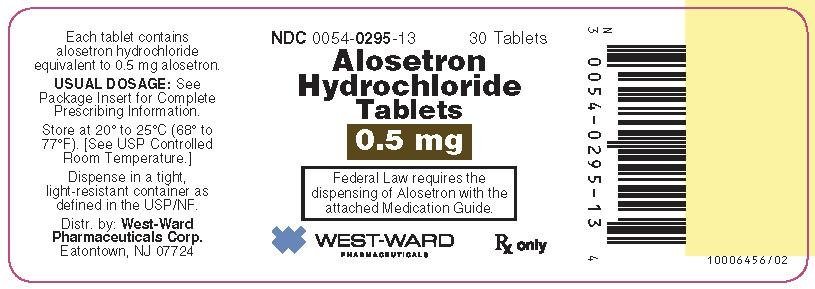 Each tablet contains
alosetron hydrochloride
equivalent to 0.5 mg alosetron.
USUAL DOSAGE: See
Package Insert for Complete
Prescribing Information.
Store at 20° to 25°C (68° to
77°F). [See USP Controlled
Room Temperature.]
Dispense in a tight,
light-resistant container as
defined in the USP/NF.
Distr. by: West-Ward
Pharmaceuticals Corp.
Eatontown, NJ 07724
NDC 0054-0295-13 30 Tablets
Alosetron
Hydrochloride
Tablets
0.5 mg
Federal Law requires the
dispensing of Alosetron with the
attached Medication Guide.
WEST-WARD
PHARMACEUTICALS
Rx only
N
3 0054-0295-13 4
10006456/02